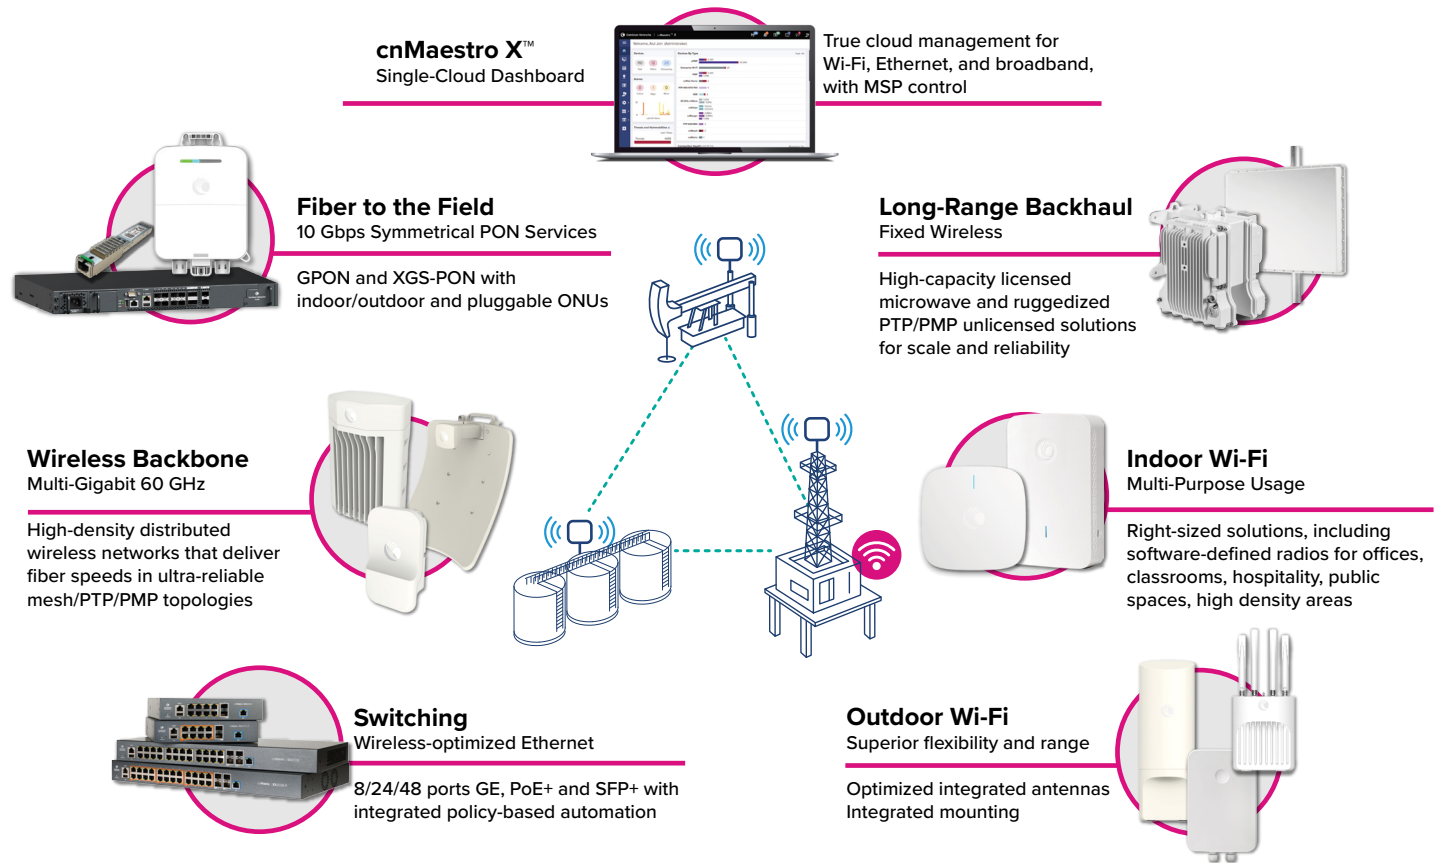 cnMaestro X™
Single-Cloud Dashboard
True cloud management for
Wi-Fi, Ethernet, and broadband,
with MSP control
Fiber to the Field
10 Gbps Symmetrical PON Services
GPON and XGS-PON with
indoor/outdoor and pluggable ONUs
Long-Range Backhaul
Fixed Wireless
High-capacity licensed
microwave and ruggedized
PTP/PMP unlicensed solutions
for scale and reliability
Wireless Backbone
Multi-Gigabit 60 GHz
High-density distributed
wireless networks that deliver
fiber speeds in ultra-reliable
mesh/PTP/PMP topologies
Indoor Wi-Fi
Multi-Purpose Usage
Right-sized solutions, including
software-defined radios for offices,
classrooms, hospitality, public
spaces, high density areas
Switching
Wireless-optimized Ethernet
8/24/48 ports GE, PoE+ and SFP+ with
integrated policy-based automation
Outdoor Wi-Fi
Superior flexibility and range
Optimized integrated antennas
Integrated mounting